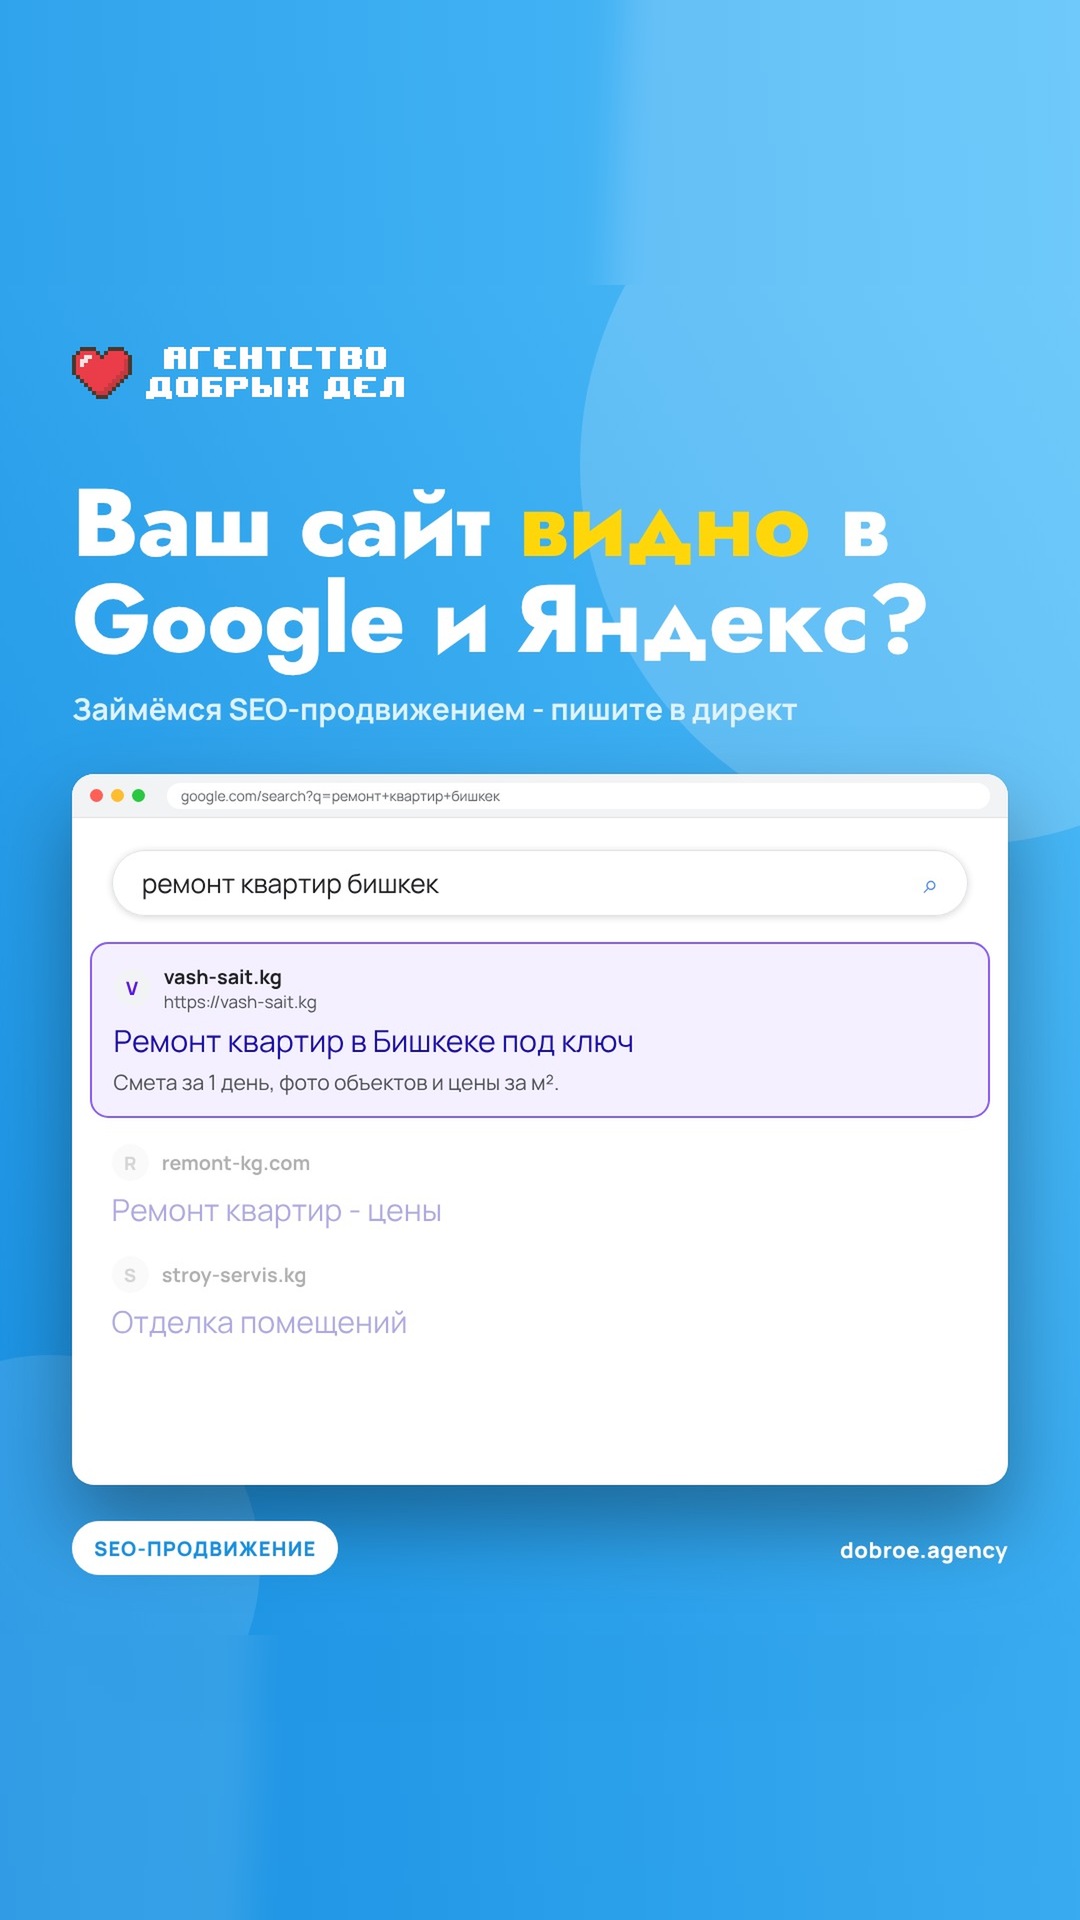 АГЕНТСТВО
ДОБРЫХ ДЕЛ
Ваш сайт видно в
Google и Яндекс?
Займёмся SEO-продвижением - пишите в директ
google.com/search?q=ремонт+квартир+бишкек
ремонт квартир бишкек
V
vash-sait.kg
https://vash-sait.kg
Ремонт квартир в Бишкеке под ключ
Смета за 1 день, фото объектов и цены за м².
R
remont-kg.com
Ремонт квартир - цены
S
stroy-servis.kg
Отделка помещений
SEO-ПРОДВИЖЕНИЕ
dobroe.agency